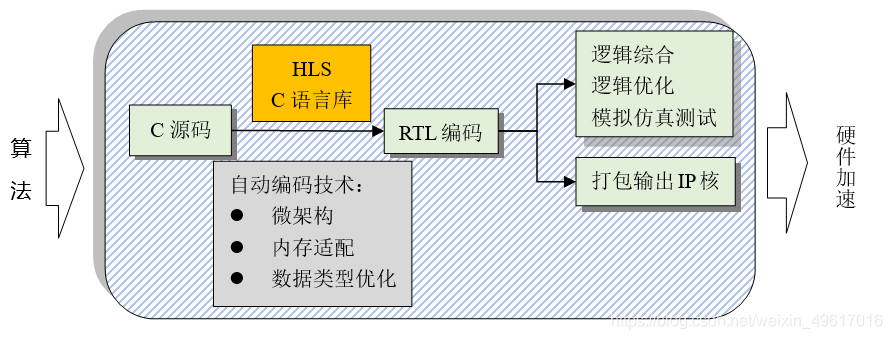 算
法
C 源码
HLS
C 语言库
RTL 编码
自动编码技术:
● 微架构
● 内存适配
● 数据类型优化
逻辑综合
逻辑优化
模拟仿真测试
打包输出 IP 核
硬件
加速
https://blog.csdn.net/weixin_49617016